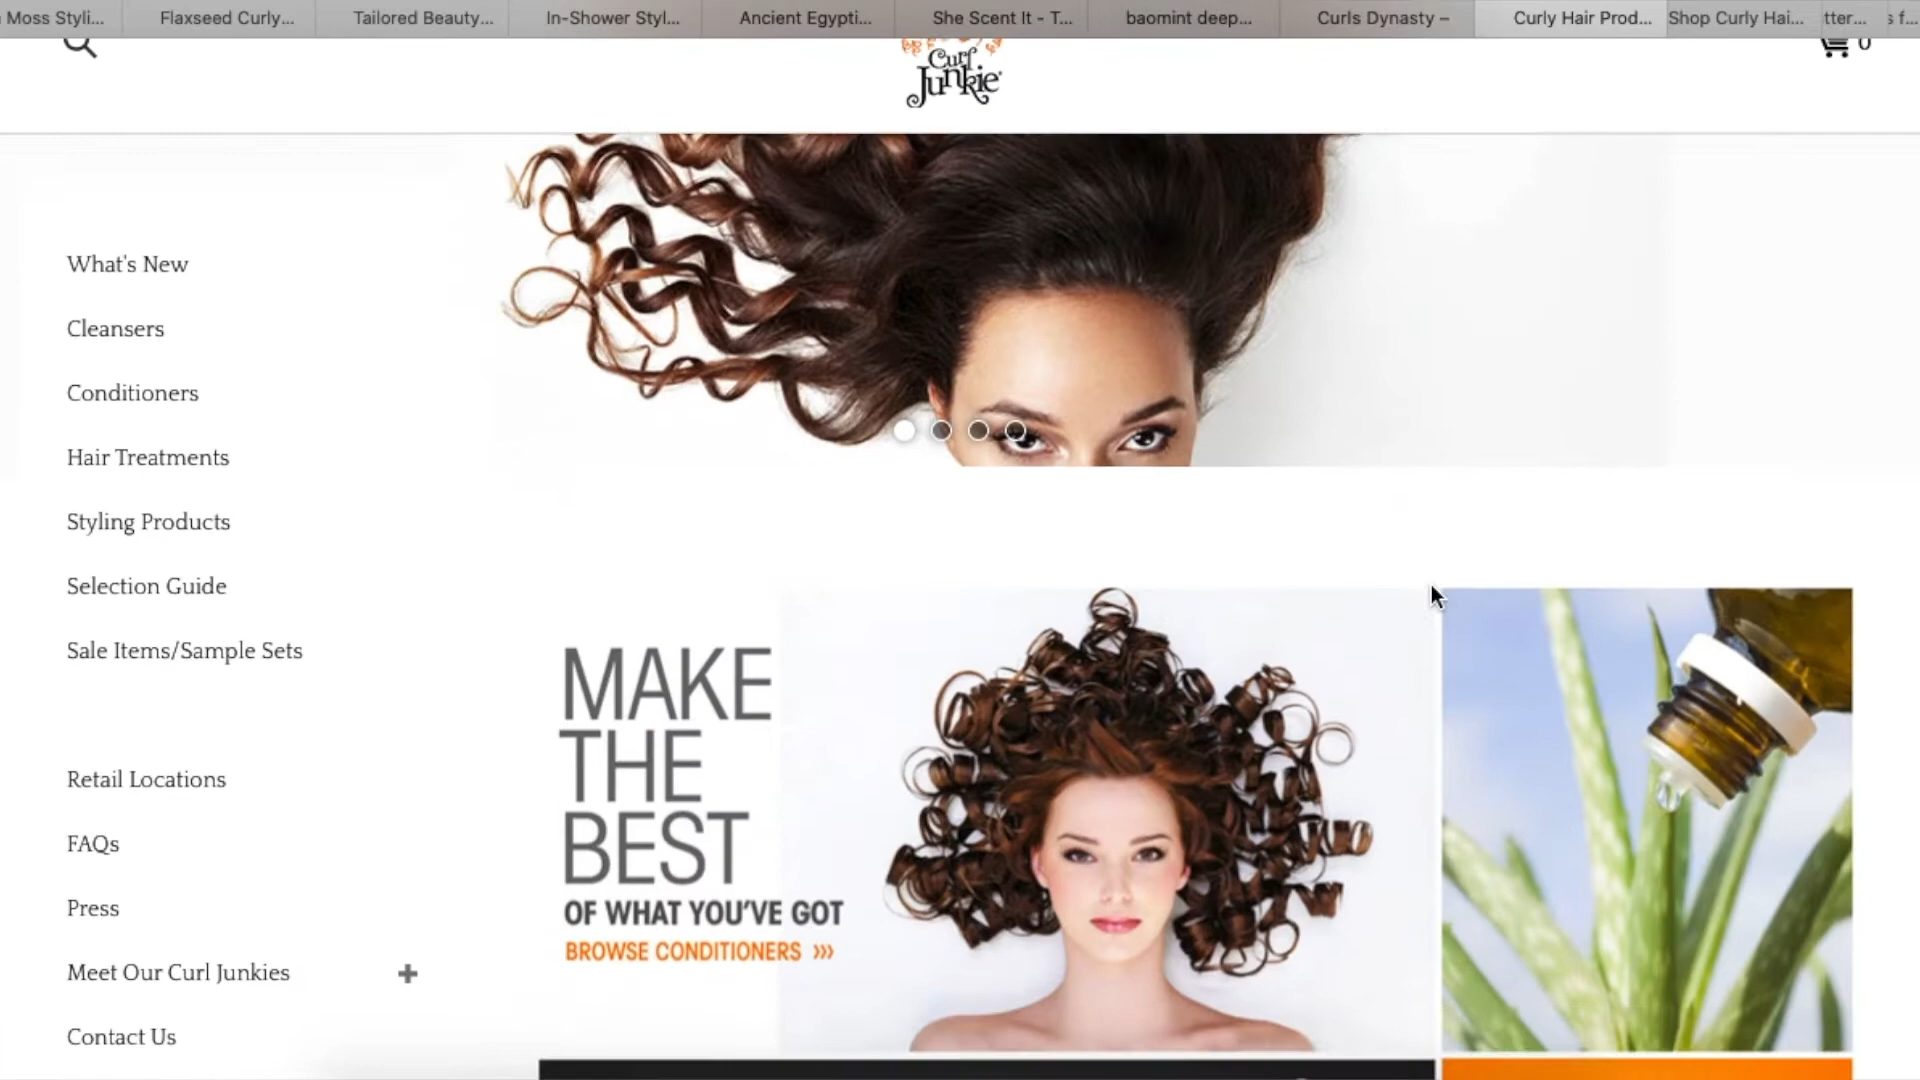 Moss Styli...
Flaxseed Curly...
Tailored Beauty...
In-Shower Styl...
Ancient Egypti...
She Scent It - T...
baomint deep...
Curls Dynasty –
Curly Hair Prod...
Shop Curly Hai...
tter...
s f...
Curl
Junkie
0
What's New
Cleansers
Conditioners
Hair Treatments
Styling Products
Selection Guide
Sale Items/Sample Sets
Retail Locations
FAQs
Press
Meet Our Curl Junkies +
Contact Us
MAKE
THE
BEST
OF WHAT YOU'VE GOT
BROWSE CONDITIONERS »›